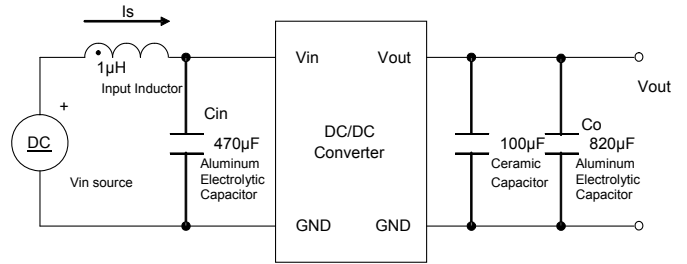 Is
1µH
Input Inductor
Vin
Vout
Vout
+
Cin
470µF
Aluminum
Electrolytic
Capacitor
DC
Vin source
DC/DC
Converter
100µF
Ceramic
Capacitor
Co
820µF
Aluminum
Electrolytic
Capacitor
GND
GND